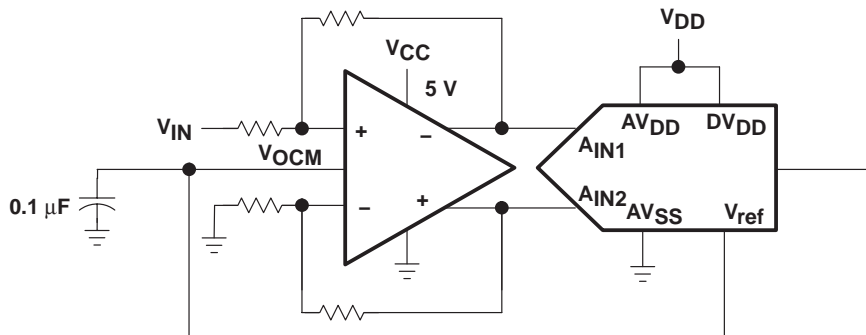 VDD
VCC
5 V
VIN
+
−
AVDD
DVDD
VOCM
AIN1
0.1 μF
−
+
AIN2
AVSS
Vref